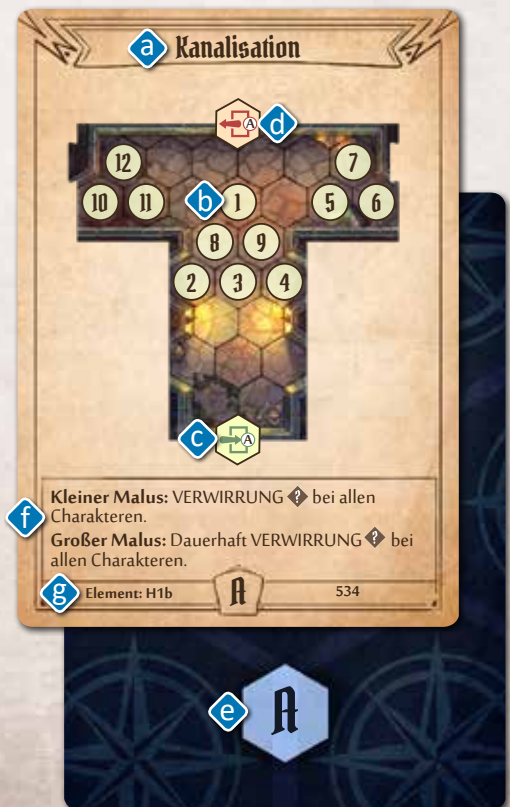 a Kanalisation
A d
12 7
10 11 b 1 5 6
8 9
2 3 4
c A
Kleiner Malus: VERWIRRUNG ? bei allen
Charakteren.
f
Großer Malus: Dauerhaft VERWIRRUNG ? bei
allen Charakteren.
g Element: H1b A 534
e A